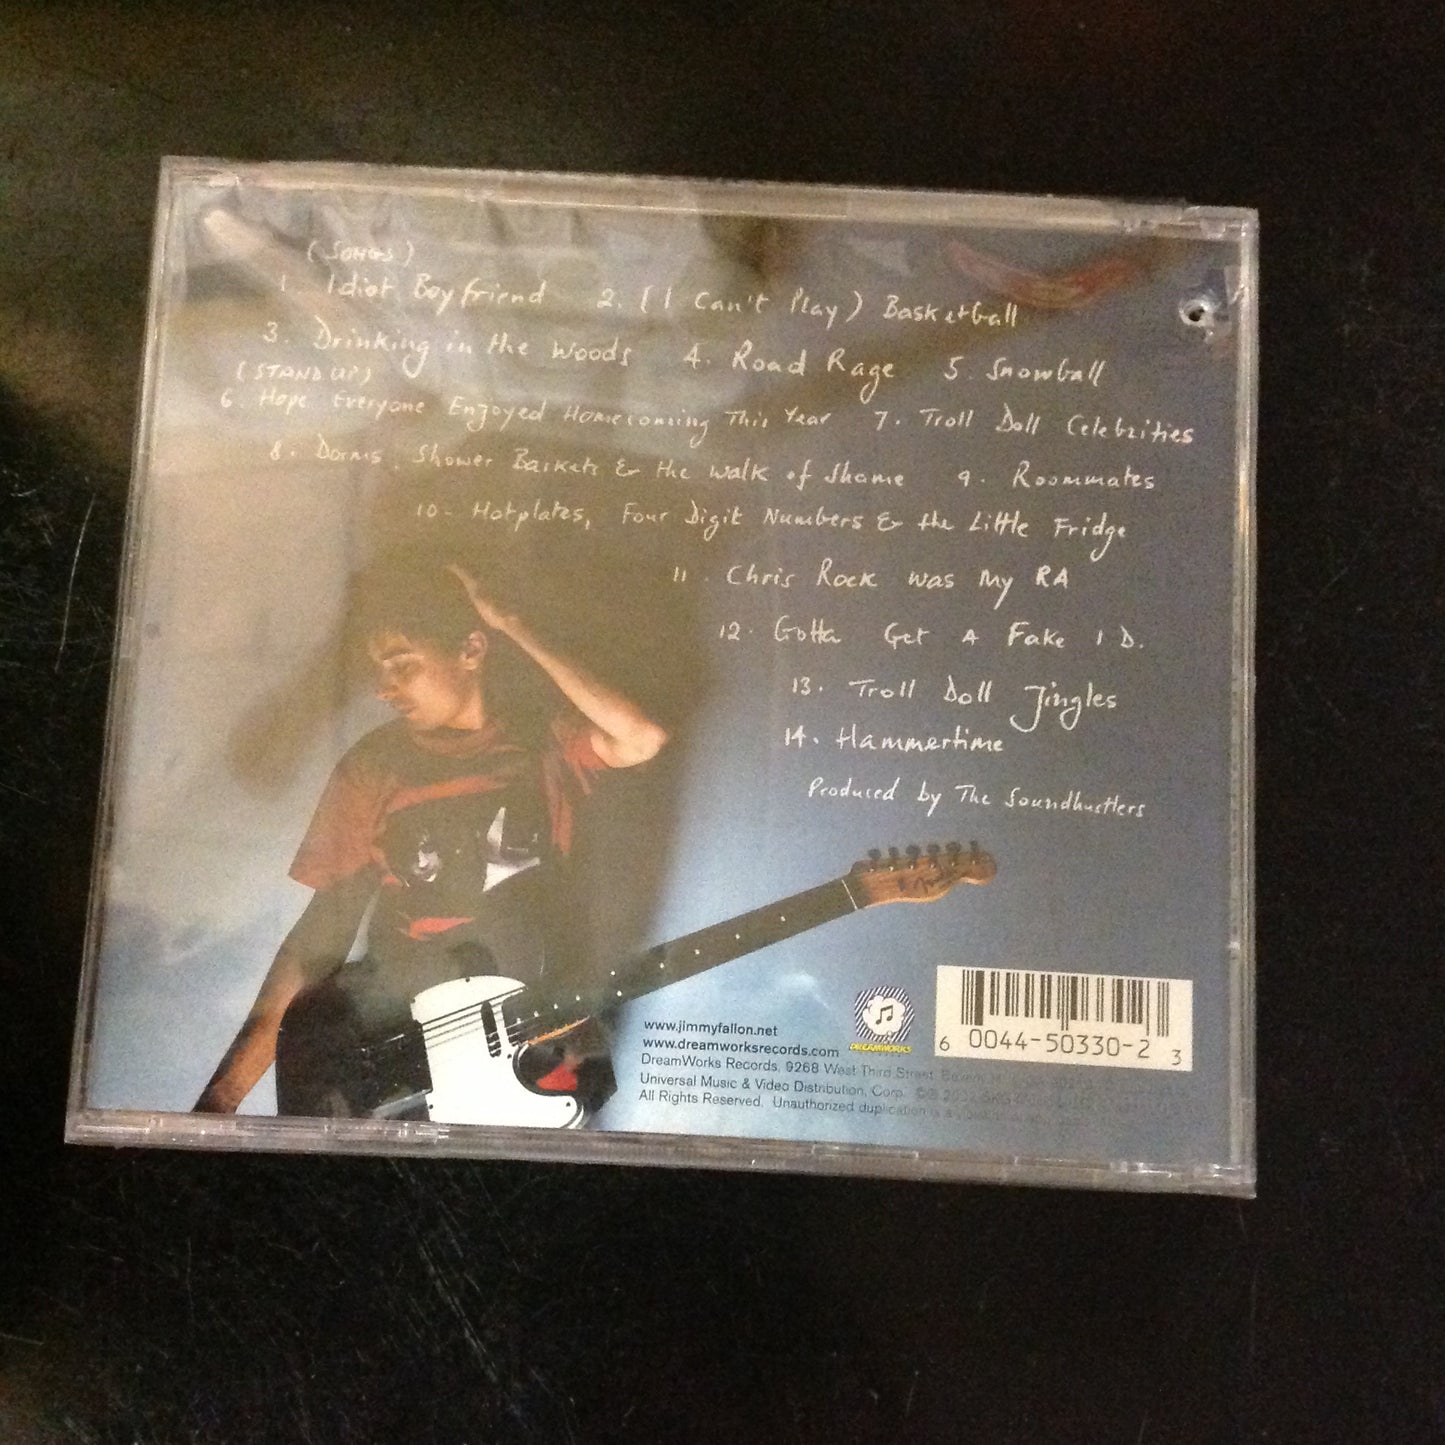 (SONGS)
1. Idiot Boyfriend 2. (I Can't Play) Basketball
3. Drinking in the Woods 4. Road Rage 5. Snowball
(STAND UP)
6. Hope Everyone Enjoyed Homecoming This Year 7. Troll Doll Celebrities
8. Dorms, Shower Baskets & the Walk of Shame 9. Roommates
10. Hotplates, Four Digit Numbers & the Little Fridge
11. Chris Rock was My RA
12. Gotta Get A Fake I D.
13. Troll Doll Jingles
14. Hammertime
Produced by The Soundhustlers
www.jimmyfallon.net
www.dreamworksrecords.com
DreamWorks Records, 9268 West Third Street,
Universal Music & Video Distribution, Corp.
All Rights Reserved. Unauthorized duplication is a
DREAMWORKS
6 0044-50330-2 3